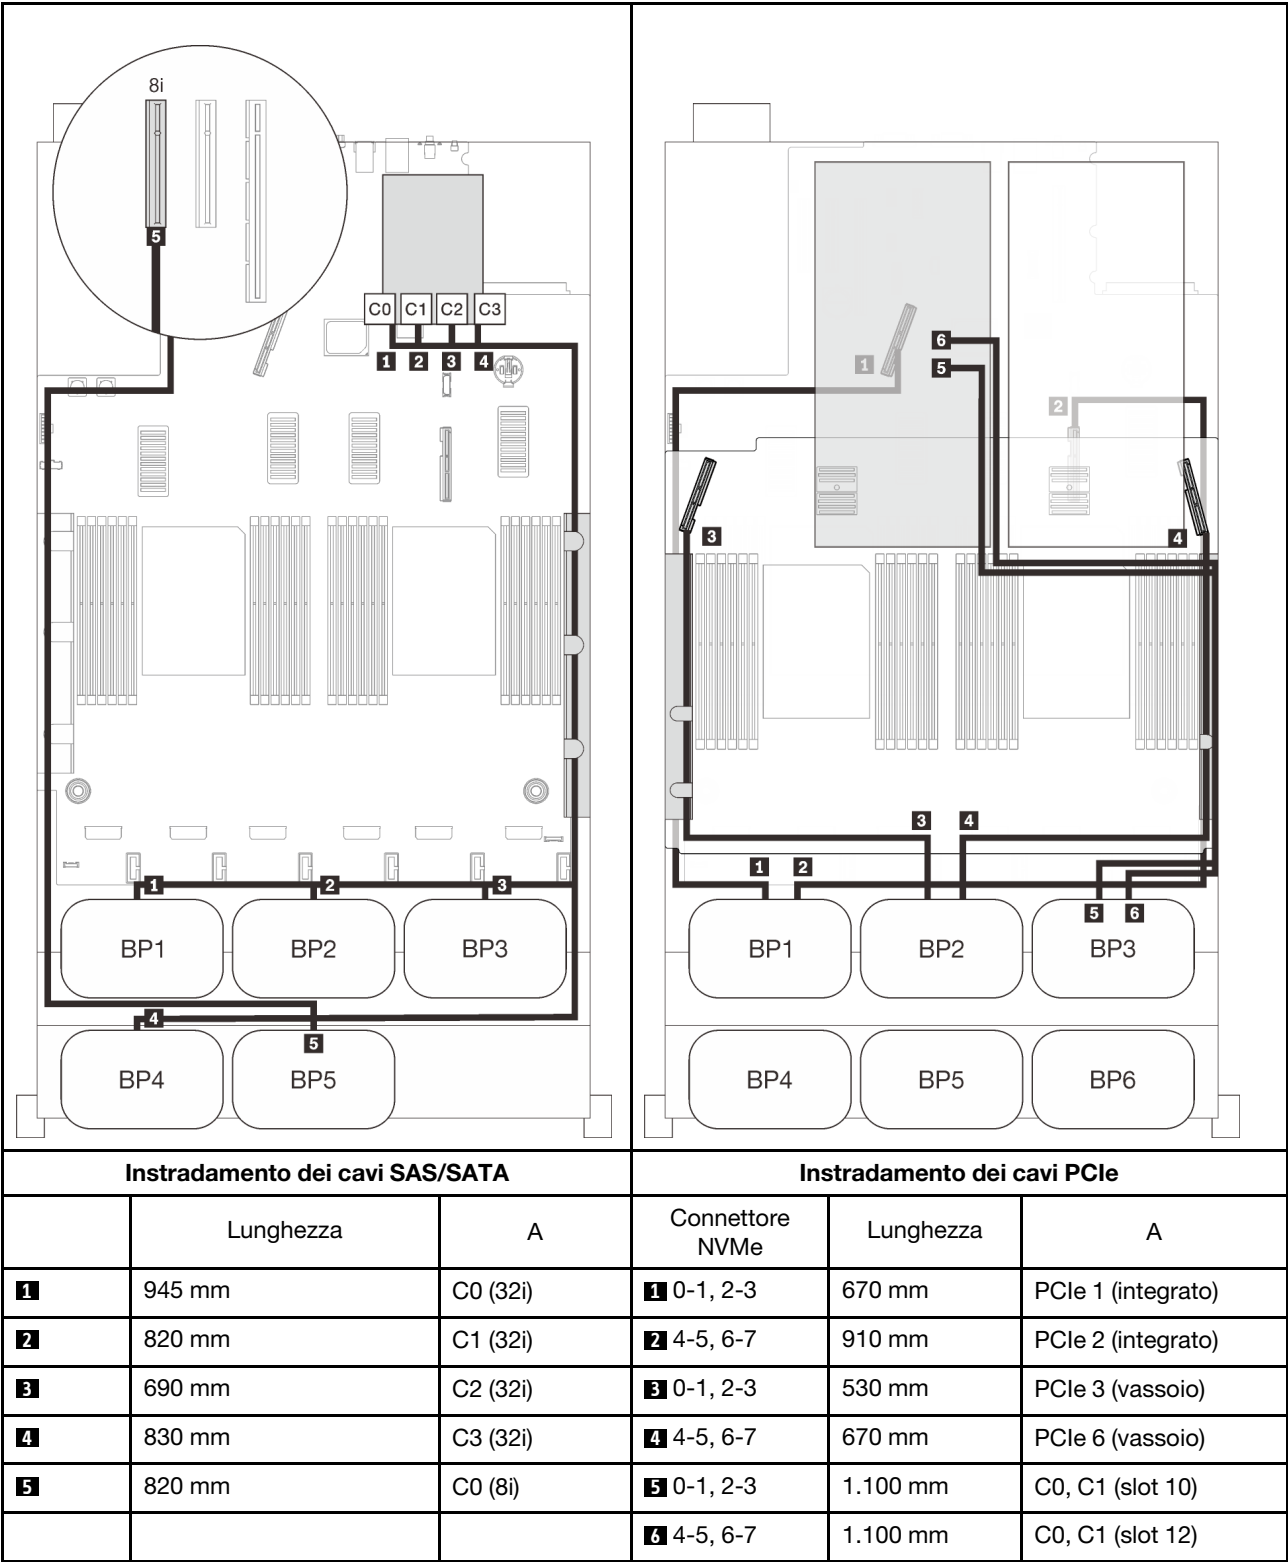 8i
5
C0 C1 C2 C3
1 2 3 4
1 2 3
BP1 BP2 BP3
4
5
BP4 BP5
6
1 5
2
3 4
3 4
1 2
5 6
BP1 BP2 BP3
BP4 BP5 BP6
Instradamento dei cavi SAS/SATA
Lunghezza A
1 945 mm C0 (32i)
2 820 mm C1 (32i)
3 690 mm C2 (32i)
4 830 mm C3 (32i)
5 820 mm C0 (8i)
Instradamento dei cavi PCIe
Connettore
NVMe Lunghezza A
1 0-1, 2-3 670 mm PCIe 1 (integrato)
2 4-5, 6-7 910 mm PCIe 2 (integrato)
3 0-1, 2-3 530 mm PCIe 3 (vassoio)
4 4-5, 6-7 670 mm PCIe 6 (vassoio)
5 0-1, 2-3 1.100 mm C0, C1 (slot 10)
6 4-5, 6-7 1.100 mm C0, C1 (slot 12)